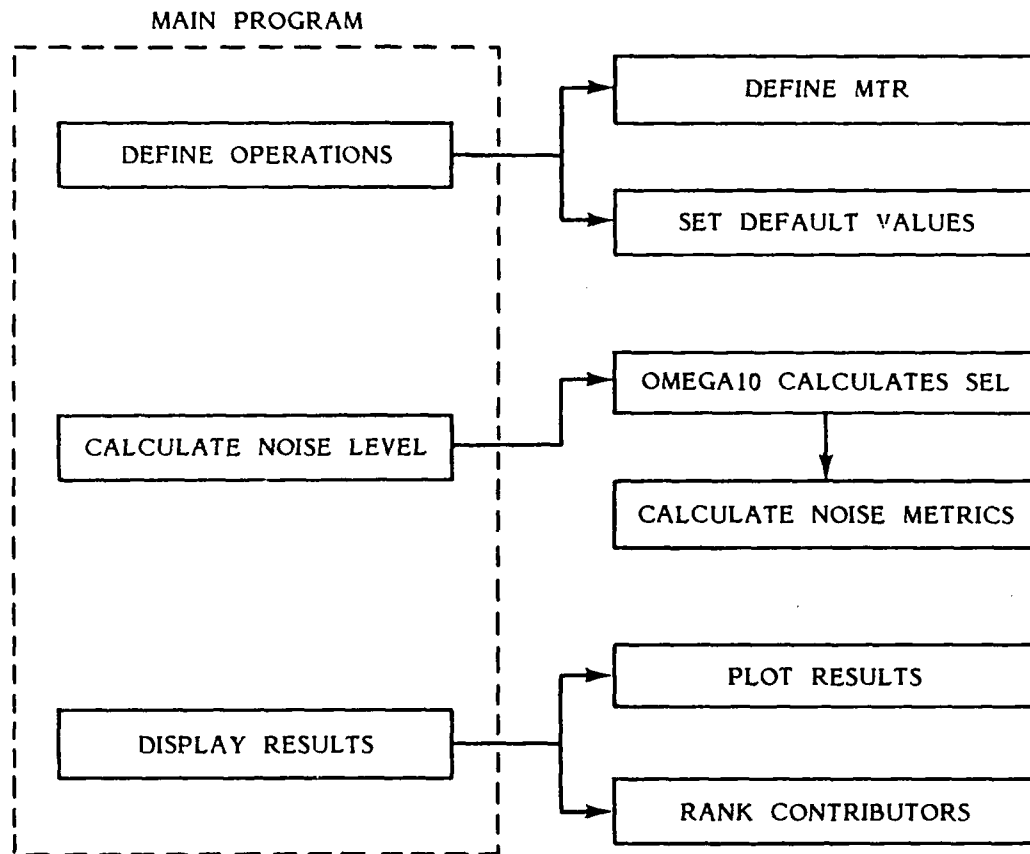 MAIN PROGRAM
DEFINE OPERATIONS
DEFINE MTR
SET DEFAULT VALUES
CALCULATE NOISE LEVEL
OMEGA10 CALCULATES SEL
CALCULATE NOISE METRICS
DISPLAY RESULTS
PLOT RESULTS
RANK CONTRIBUTORS